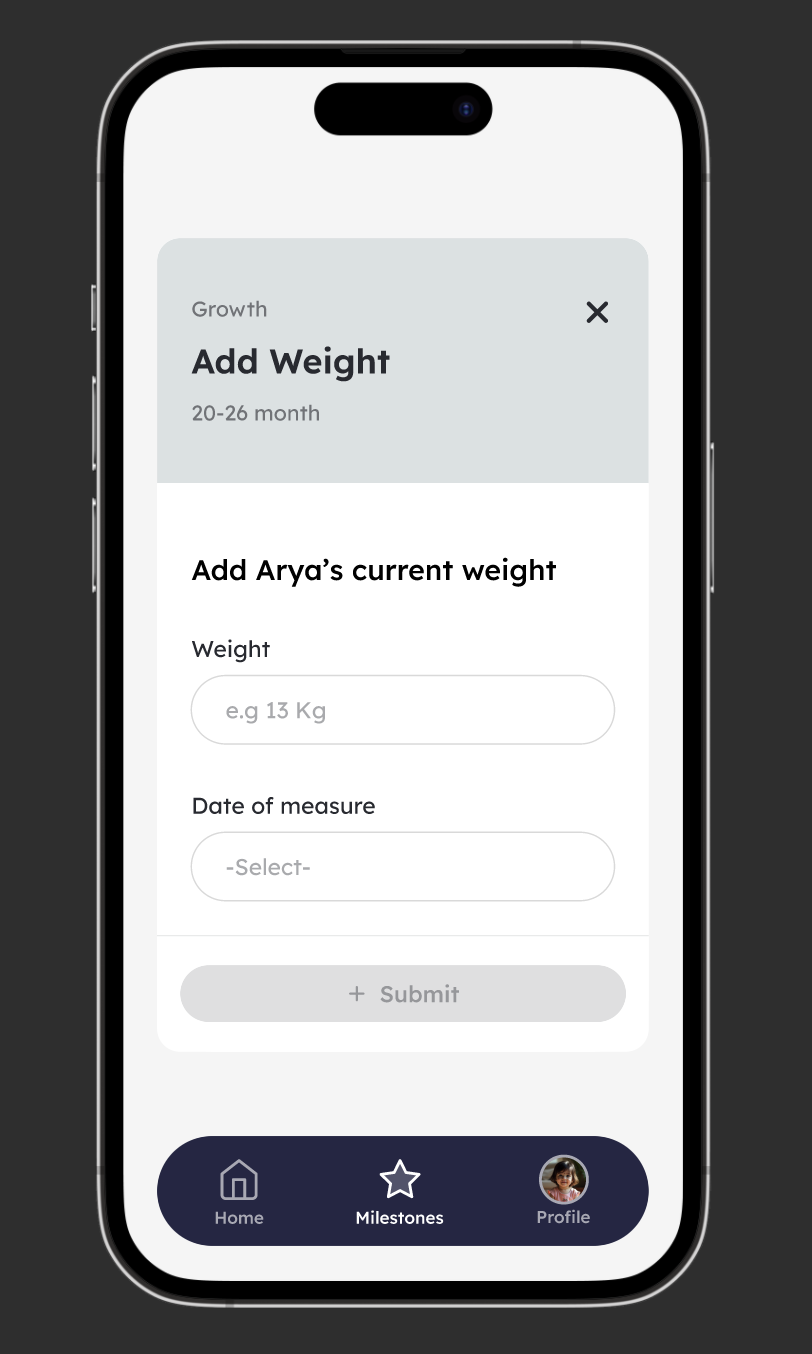 Growth
Add Weight
20-26 month
Add Arya’s current weight
Weight
e.g 13 Kg
Date of measure
-Select-
+ Submit
Home
Milestones
Profile